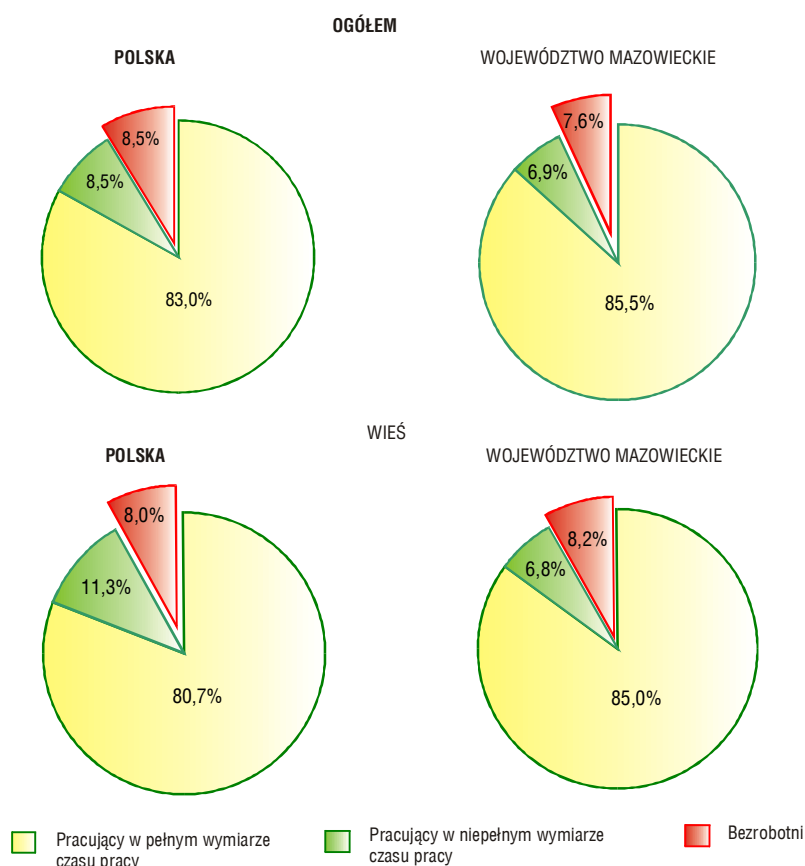 OGÓŁEM
POLSKA
WOJEWÓDZTWO MAZOWIECKIE
8,5%
8,5%
83,0%
7,6%
6,9%
85,5%
WIEŚ
POLSKA
WOJEWÓDZTWO MAZOWIECKIE
8,0%
11,3%
80,7%
8,2%
6,8%
85,0%
Pracujący w pełnym wymiarze
czasu pracy
Pracujący w niepełnym wymiarze
czasu pracy
Bezrobotni